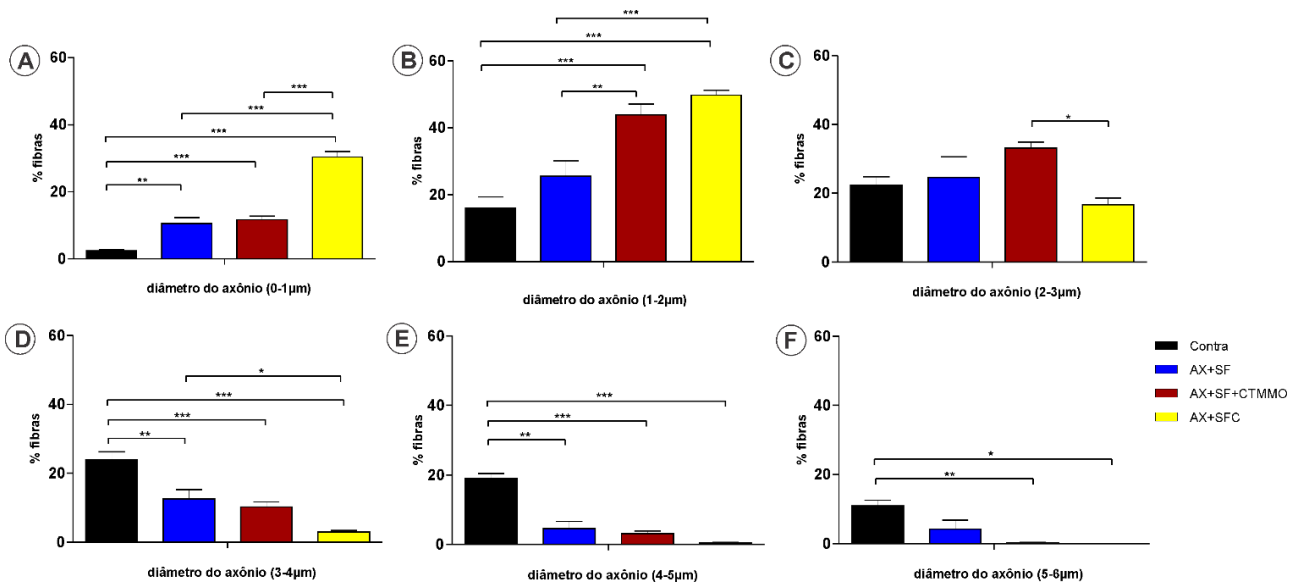 A
60
40
20
0
% fibras
**
***
***
***
***
diâmetro do axônio (0-1µm)
B
60
40
20
0
% fibras
**
***
***
***
diâmetro do axônio (1-2µm)
C
60
40
20
0
% fibras
*
diâmetro do axônio (2-3µm)
D
60
40
20
0
% fibras
**
***
***
*
diâmetro do axônio (3-4µm)
E
60
40
20
0
% fibras
**
***
***
diâmetro do axônio (4-5µm)
F
60
40
20
0
% fibras
**
*
diâmetro do axônio (5-6µm)
Contra
AX+SF
AX+SF+CTMMO
AX+SFC